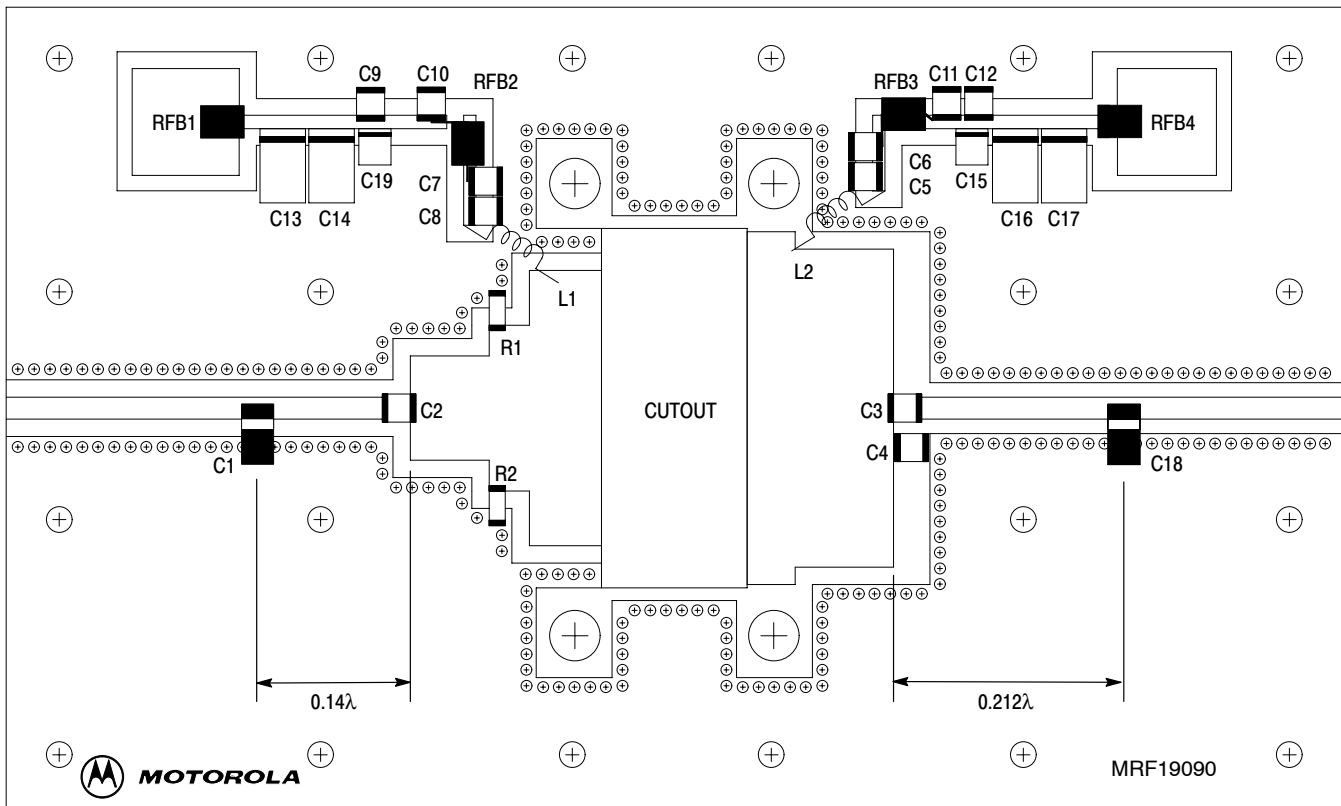 C9
C10
RFB2
RFB3
C11
C12
RFB1
RFB4
C7
C8
C6
C5
C19
C15
C13
C14
C16
C17
L1
L2
R1
C2
CUTOUT
C3
C4
C1
R2
C18
0.14λ
0.212λ
MOTOROLA
MRF19090